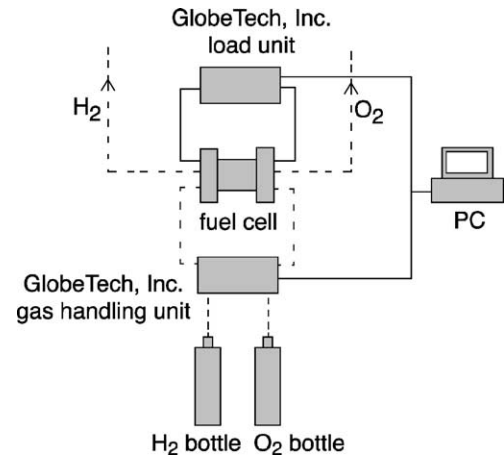 GlobeTech, Inc.
load unit
H₂
O₂
fuel cell
PC
GlobeTech, Inc.
gas handling unit
H₂ bottle O₂ bottle